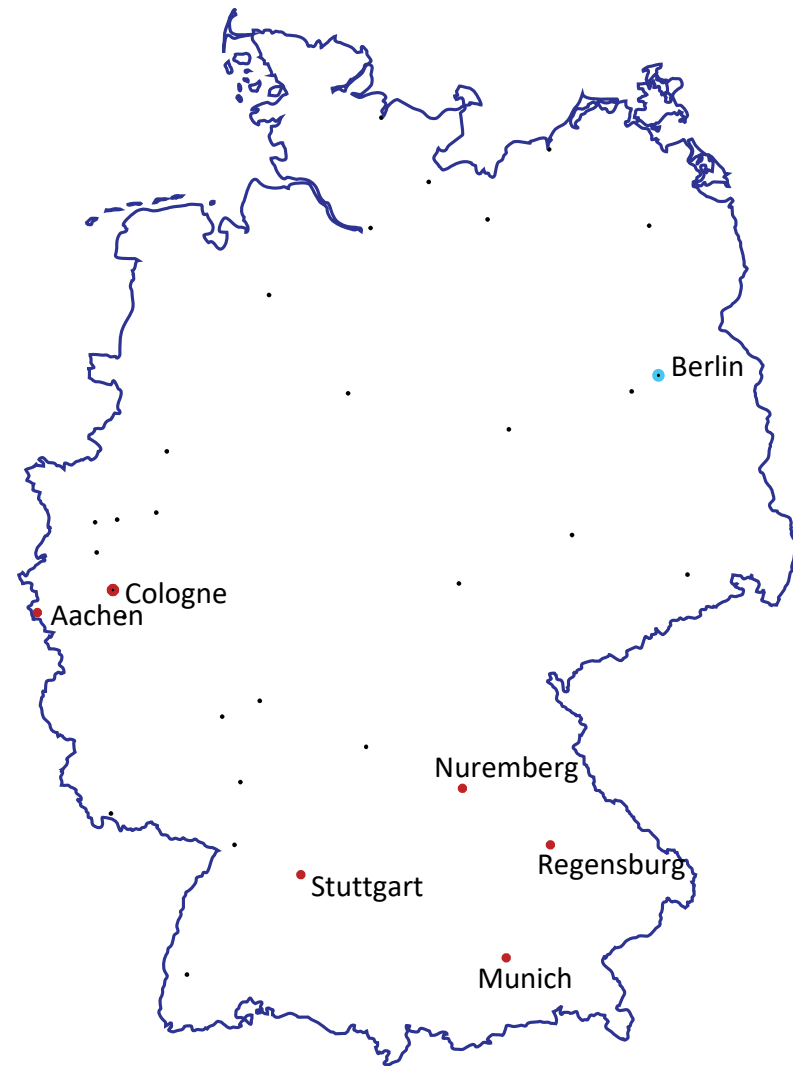 Berlin
Cologne
Aachen
Nuremberg
Regensburg
Stuttgart
Munich